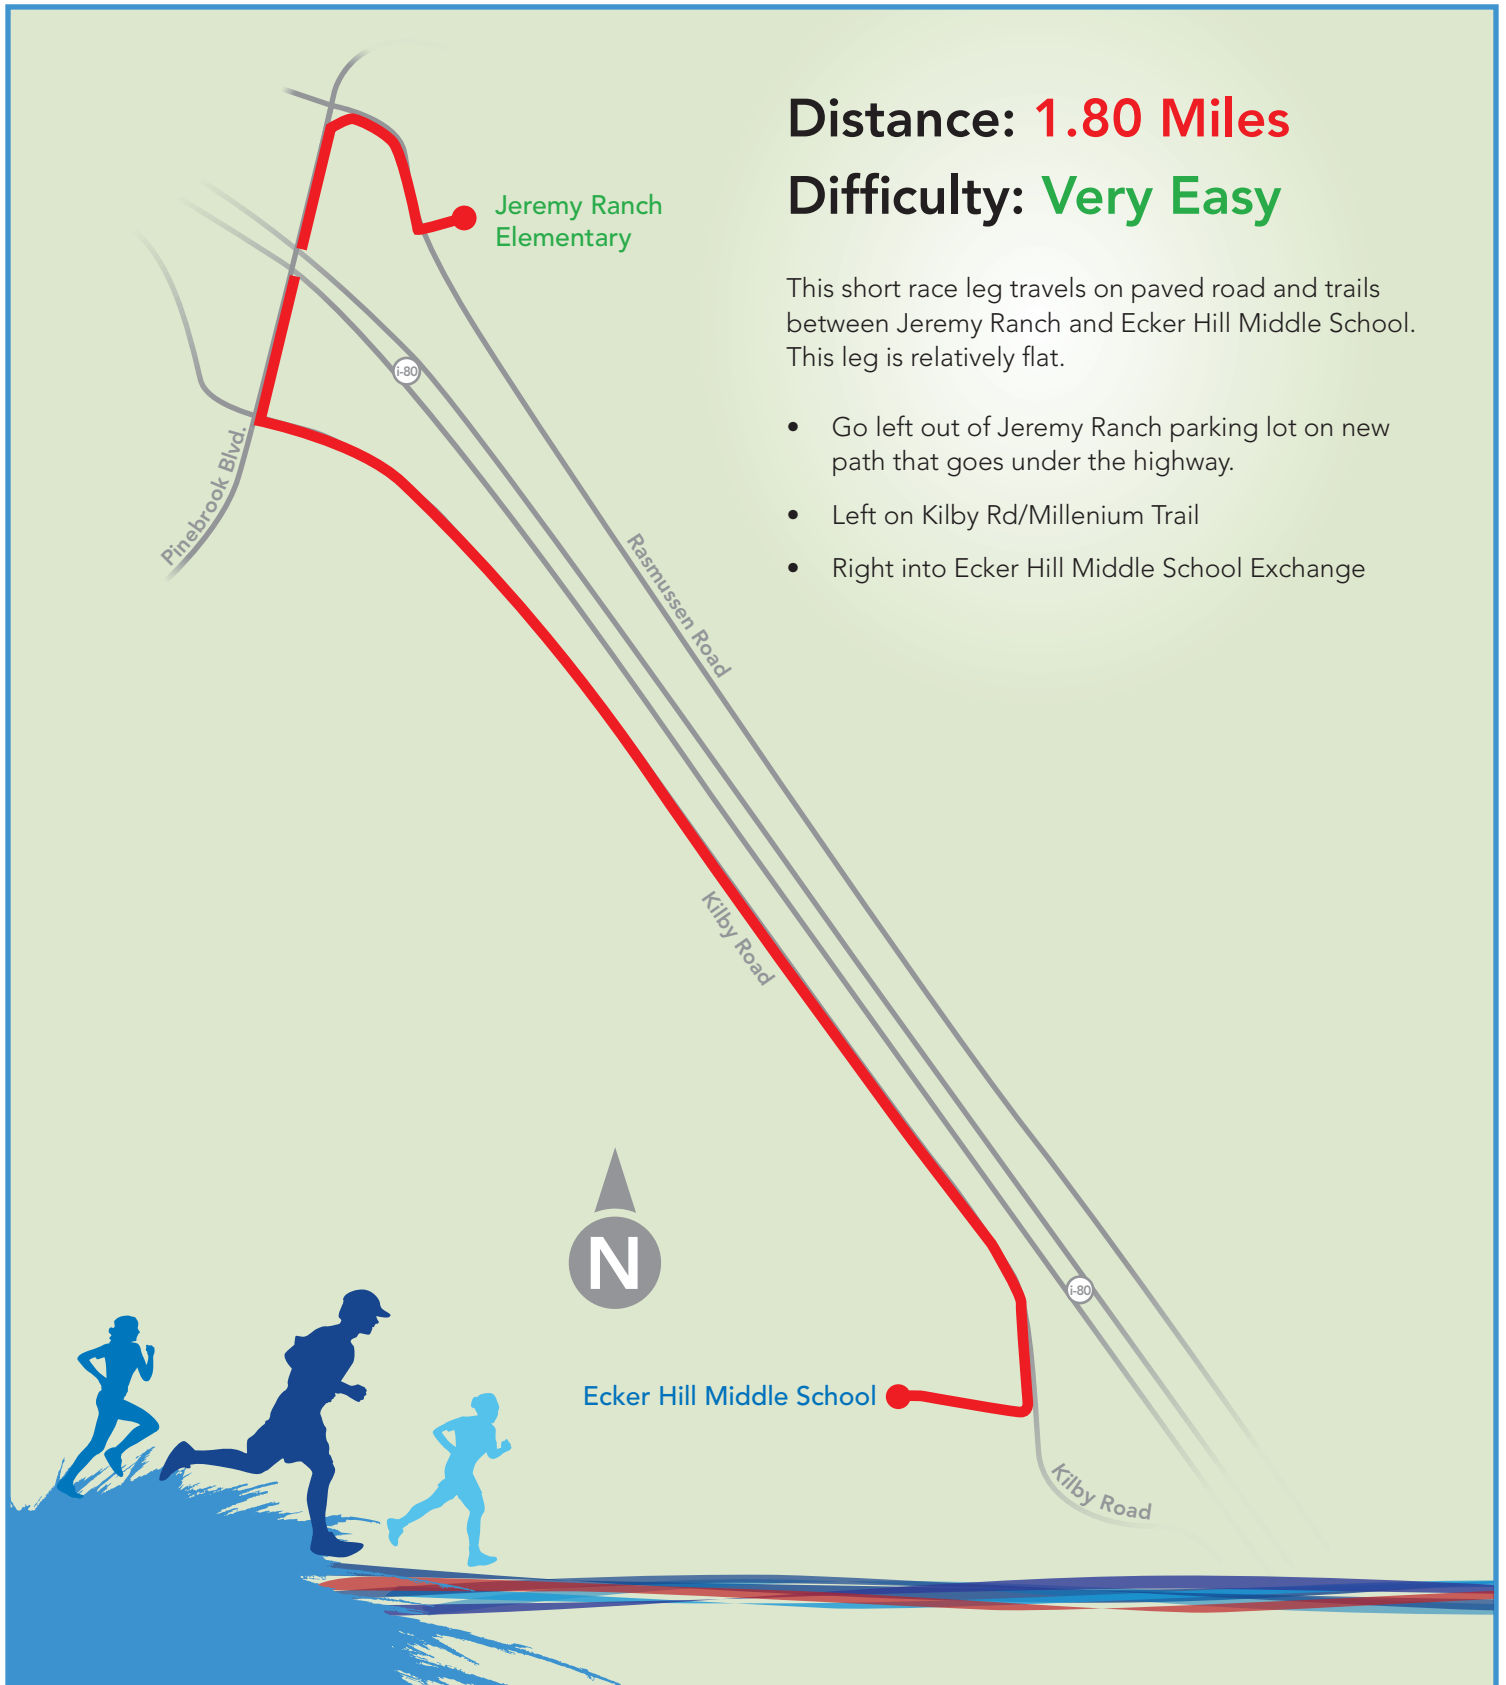 Distance: 1.80 Miles
Difficulty: Very Easy
Jeremy Ranch
Elementary
This short race leg travels on paved road and trails
between Jeremy Ranch and Ecker Hill Middle School.
This leg is relatively flat.
i-80
• Go left out of Jeremy Ranch parking lot on new
path that goes under the highway.
• Left on Kilby Rd/Millenium Trail
• Right into Ecker Hill Middle School Exchange
Pinebrook Blvd.
Rasmussen Road
Kilby Road
N
i-80
Ecker Hill Middle School
Kilby Road